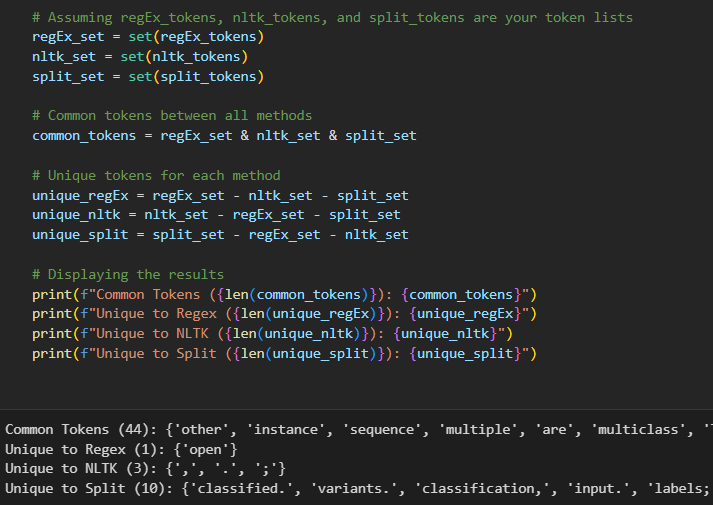 # Assuming regEx_tokens, nltk_tokens, and split_tokens are your token lists
regEx_set = set(regEx_tokens)
nltk_set = set(nltk_tokens)
split_set = set(split_tokens)
# Common tokens between all methods
common_tokens = regEx_set & nltk_set & split_set
# Unique tokens for each method
unique_regEx = regEx_set - nltk_set - split_set
unique_nltk = nltk_set - regEx_set - split_set
unique_split = split_set - regEx_set - nltk_set
# Displaying the results
print(f"Common Tokens ({len(common_tokens)}): {common_tokens}")
print(f"Unique to Regex ({len(unique_regEx)}): {unique_regEx}")
print(f"Unique to NLTK ({len(unique_nltk)}): {unique_nltk}")
print(f"Unique to Split ({len(unique_split)}): {unique_split}")
Common Tokens (44): {'other', 'instance', 'sequence', 'multiple', 'are', 'multiclass', '
Unique to Regex (1): {'open'}
Unique to NLTK (3): {',', '.', ';'}
Unique to Split (10): {'classified.', 'variants.', 'classification,', 'input.', 'labels;